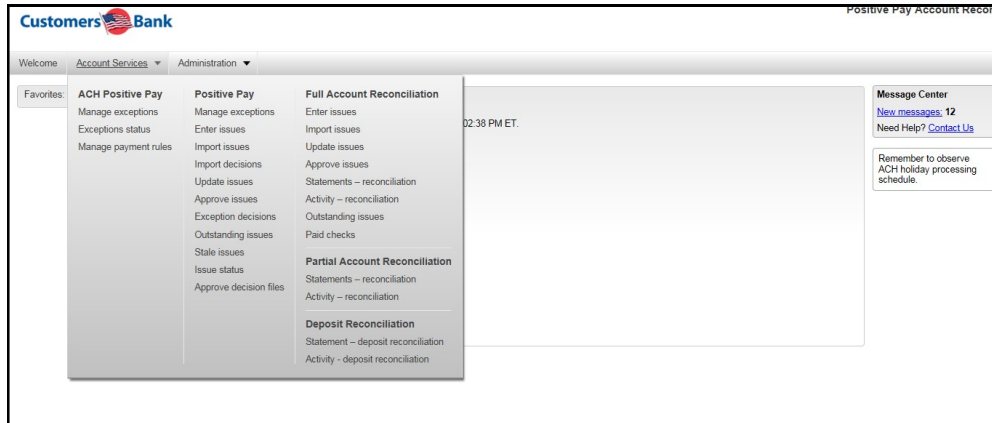 Positive Pay Account Recon
Customers Bank
Welcome Account Services Administration
Favorites:
ACH Positive Pay
Manage exceptions
Exceptions status
Manage payment rules
Positive Pay
Manage exceptions
Enter issues
Import issues
Import decisions
Update issues
Approve issues
Exception decisions
Outstanding issues
Stale issues
Issue status
Approve decision files
Full Account Reconciliation
Enter issues
Import issues
Update issues
Approve issues
Statements – reconciliation
Activity – reconciliation
Outstanding issues
Paid checks
Partial Account Reconciliation
Statements – reconciliation
Activity – reconciliation
Deposit Reconciliation
Statement – deposit reconciliation
Activity - deposit reconciliation
02:38 PM ET.
Message Center
New messages: 12
Need Help? Contact Us
Remember to observe
ACH holiday processing
schedule.